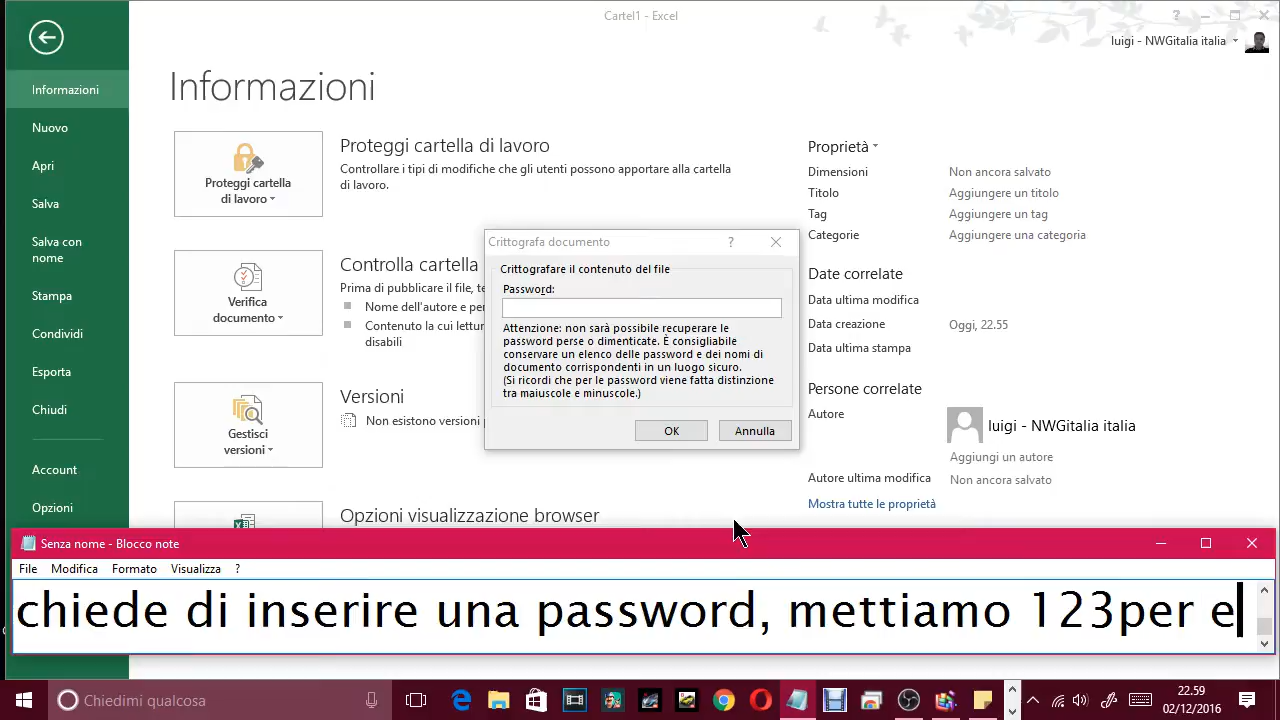 Cartel1 - Excel
?
luigi - NWGitalia italia
Informazioni
Nuovo
Apri
Salva
Salva con
nome
Stampa
Condividi
Esporta
Chiudi
Account
Opzioni
Informazioni
Proteggi cartella
di lavoro
Proteggi cartella di lavoro
Controllare i tipi di modifiche che gli utenti possono apportare alla cartella
di lavoro.
Verifica
documento
Controlla cartella
Prima di pubblicare il file, te
Nome dell'autore e per
Contenuto la cui lettur
disabili
Gestisci
versioni
Versioni
Non esistono versioni p
Opzioni visualizzazione browser
Proprietà
Dimensioni Non ancora salvato
Titolo Aggiungere un titolo
Tag Aggiungere un tag
Categorie Aggiungere una categoria
Date correlate
Data ultima modifica
Data creazione Oggi, 22.55
Data ultima stampa
Persone correlate
Autore
luigi - NWGitalia italia
Aggiungi un autore
Autore ultima modifica Non ancora salvato
Mostra tutte le proprietà
Crittografa documento ?
Crittografare il contenuto del file
Password:
Attenzione: non sarà possibile recuperare le
password perse o dimenticate. È consigliabile
conservare un elenco delle password e dei nomi di
documento corrispondenti in un luogo sicuro.
(Si ricordi che per le password viene fatta distinzione
tra maiuscole e minuscole.)
OK Annulla
Senza nome - Blocco note
File Modifica Formato Visualizza ?
chiede di inserire una password, mettiamo 123per e
Chiedimi qualcosa
22.59
02/12/2016